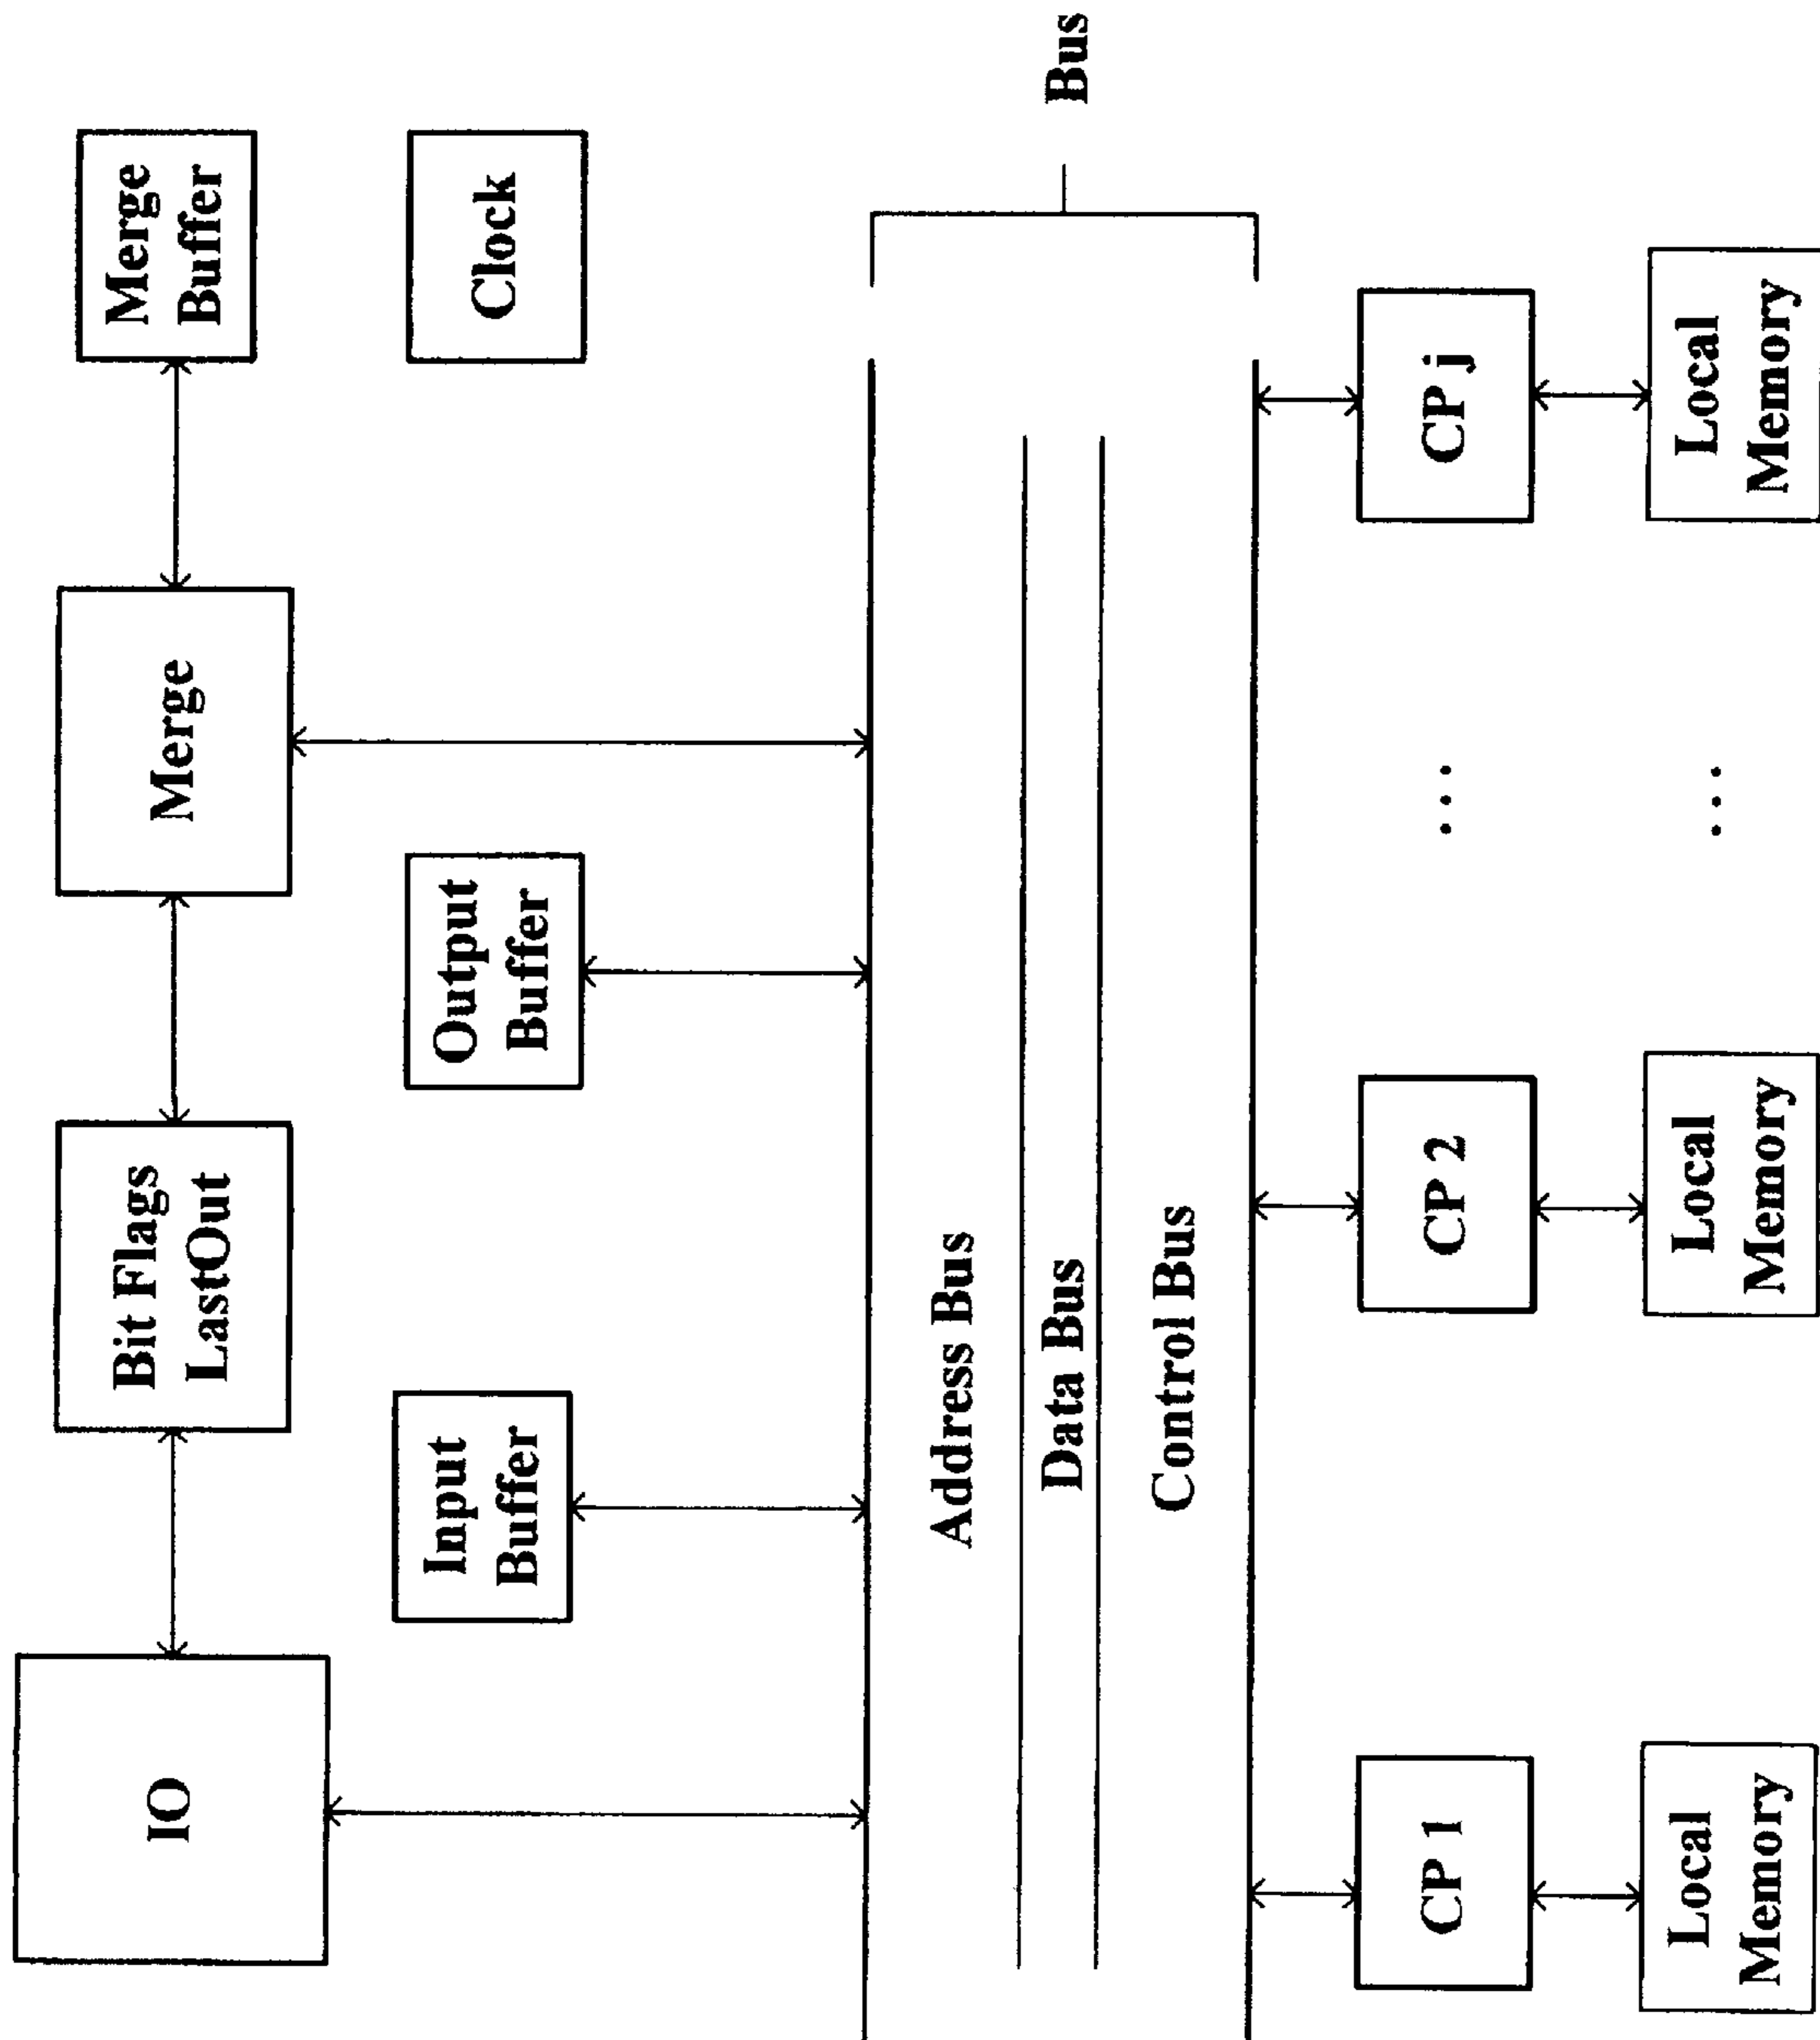 IO
Bit Flags
LastOut
Merge
Merge
Buffer
Input
Buffer
Output
Buffer
Clock
Address Bus
Data Bus
Control Bus
Bus
CP 1
CP 2
...
CP j
Local
Memory
Local
Memory
...
Local
Memory